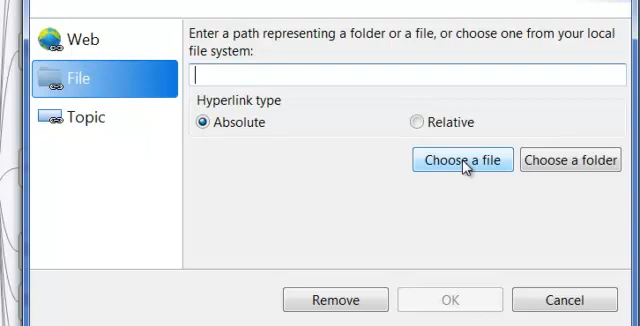 Web
File
Topic
Enter a path representing a folder or a file, or choose one from your local
file system:
Hyperlink type
Absolute
Relative
Choose a file
Choose a folder
Remove
OK
Cancel